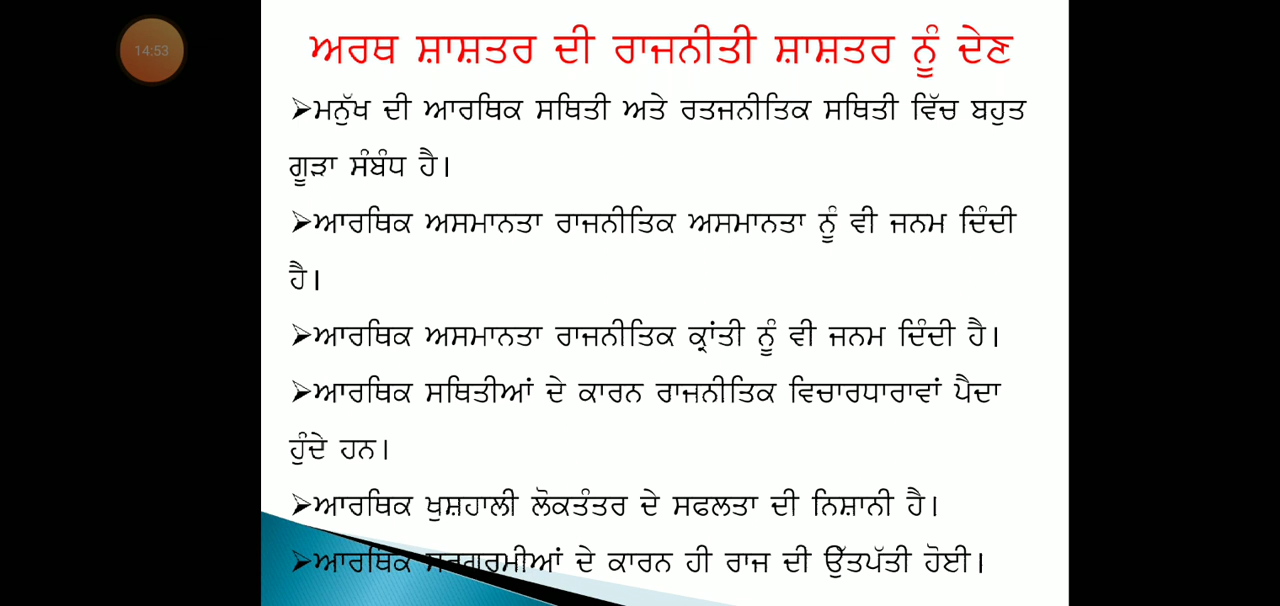 14:53
ਅਰਥ ਸ਼ਾਸ਼ਤਰ ਦੀ ਰਾਜਨੀਤੀ ਸ਼ਾਸ਼ਤਰ ਨੂੰ ਦੇਣ
➢ਮਨੁੱਖ ਦੀ ਆਰਥਿਕ ਸਥਿਤੀ ਅਤੇ ਰਤਜਨੀਤਿਕ ਸਥਿਤੀ ਵਿੱਚ ਬਹੁਤ
ਗੂੜਾ ਸੰਬੰਧ ਹੈ।
➢ਆਰਥਿਕ ਅਸਮਾਨਤਾ ਰਾਜਨੀਤਿਕ ਅਸਮਾਨਤਾ ਨੂੰ ਵੀ ਜਨਮ ਦਿੰਦੀ
ਹੈ।
➢ਆਰਥਿਕ ਅਸਮਾਨਤਾ ਰਾਜਨੀਤਿਕ ਕ੍ਰਾਂਤੀ ਨੂੰ ਵੀ ਜਨਮ ਦਿੰਦੀ ਹੈ।
➢ਆਰਥਿਕ ਸਥਿਤੀਆਂ ਦੇ ਕਾਰਨ ਰਾਜਨੀਤਿਕ ਵਿਚਾਰਧਾਰਾਵਾਂ ਪੈਦਾ
ਹੁੰਦੇ ਹਨ।
➢ਆਰਥਿਕ ਖੁਸ਼ਹਾਲੀ ਲੋਕਤੰਤਰ ਦੇ ਸਫਲਤਾ ਦੀ ਨਿਸ਼ਾਨੀ ਹੈ।
➢ਆਰਥਿਕ ਸਰਗਰਮੀਆਂ ਦੇ ਕਾਰਨ ਹੀ ਰਾਜ ਦੀ ਉੱਤਪੱਤੀ ਹੋਈ।